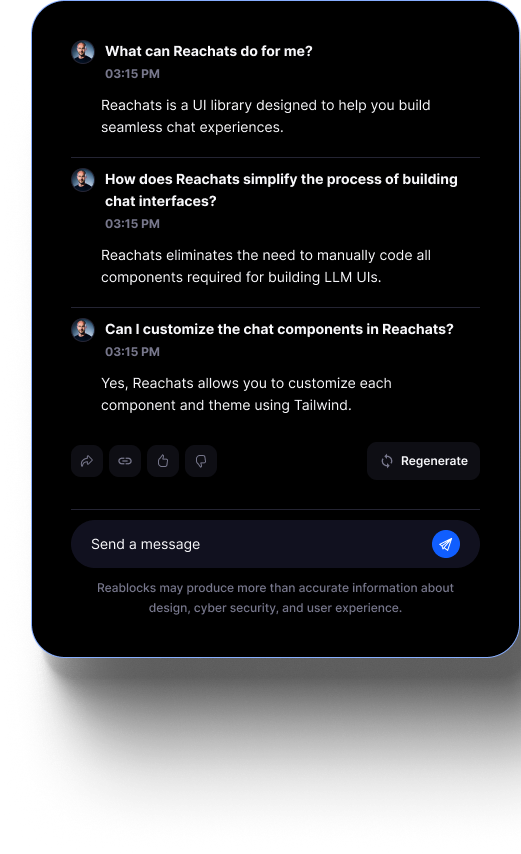 What can Reachats do for me?
03:15 PM
Reachats is a UI library designed to help you build
seamless chat experiences.
How does Reachats simplify the process of building
chat interfaces?
03:15 PM
Reachats eliminates the need to manually code all
components required for building LLM UIs.
Can I customize the chat components in Reachats?
03:15 PM
Yes, Reachats allows you to customize each
component and theme using Tailwind.
Regenerate
Send a message
Reablocks may produce more than accurate information about
design, cyber security, and user experience.